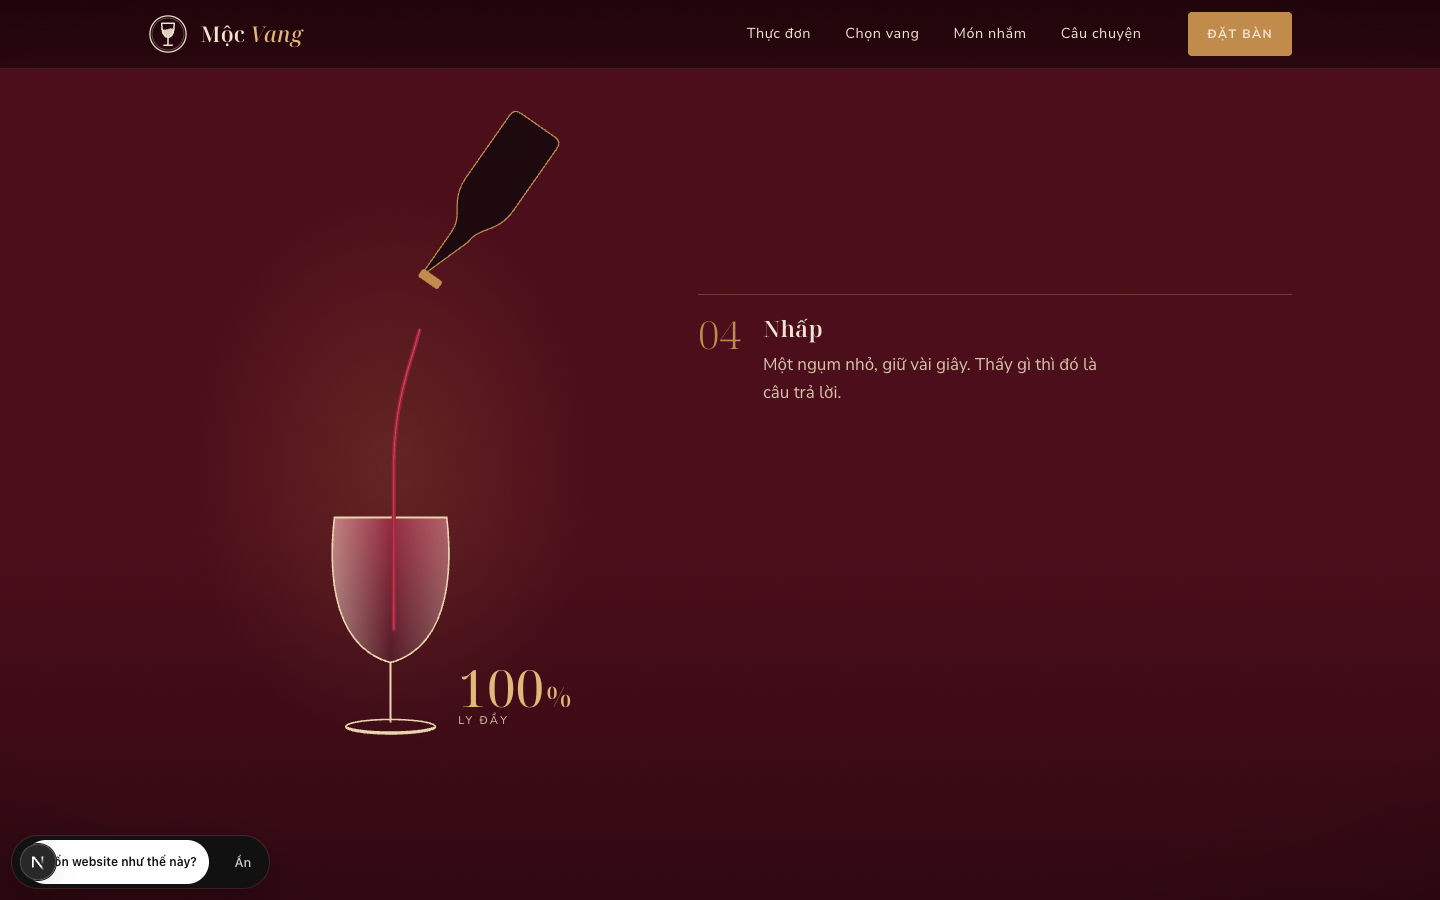 Mộc Vang
Thực đơn
Chọn vang
Món nhắm
Câu chuyện
ĐẶT BÀN
04
Nhấp
Một ngụm nhỏ, giữ vài giây. Thấy gì thì đó là
câu trả lời.
100%
LY ĐẦY
N
website như thế này?
Ẩn